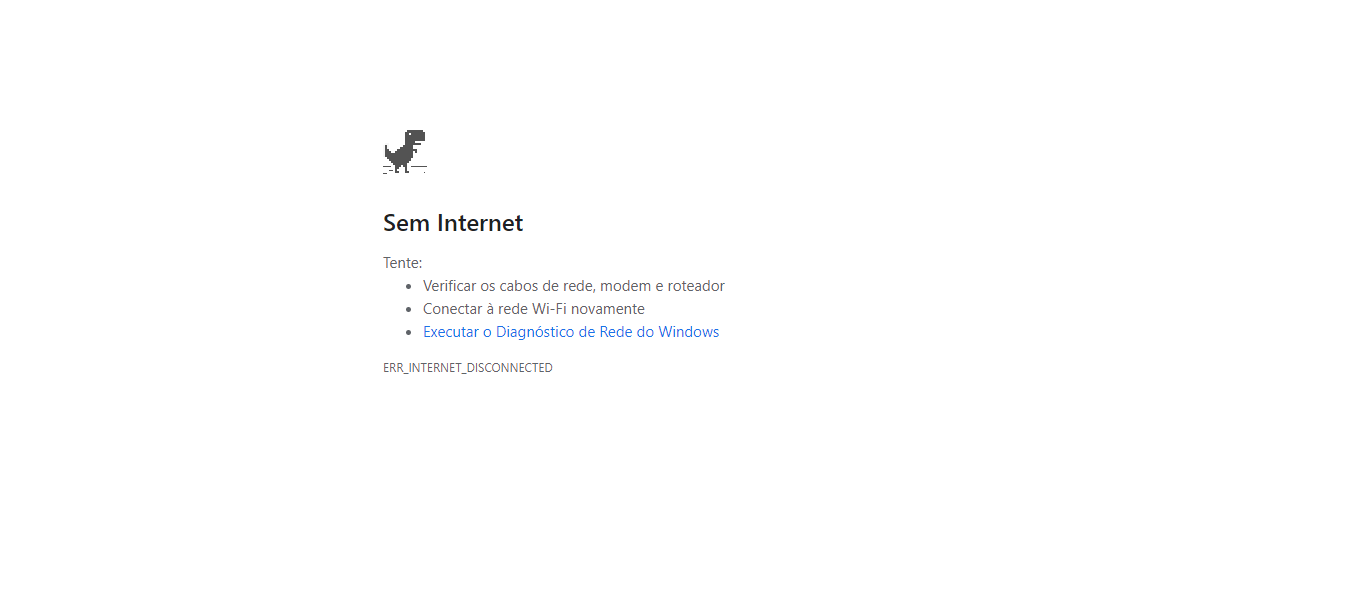 Sem Internet
Tente:
Verificar os cabos de rede, modem e roteador
Conectar à rede Wi-Fi novamente
Executar o Diagnóstico de Rede do Windows
ERR_INTERNET_DISCONNECTED